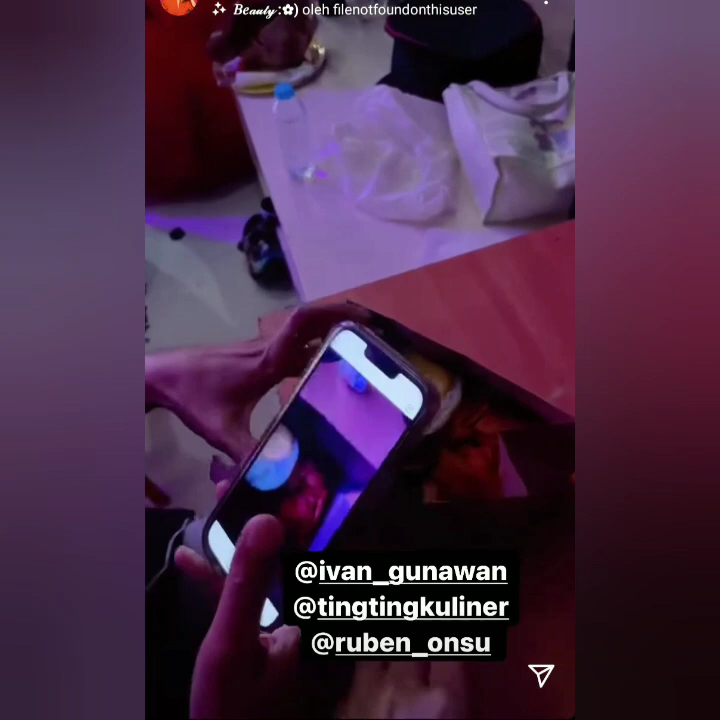 ✨ 𝓑𝓮𝓪𝓾𝓽𝔂 :✿) oleh filenotfoundonthisuser
@ivan_gunawan
@tingtingkuliner
@ruben_onsu